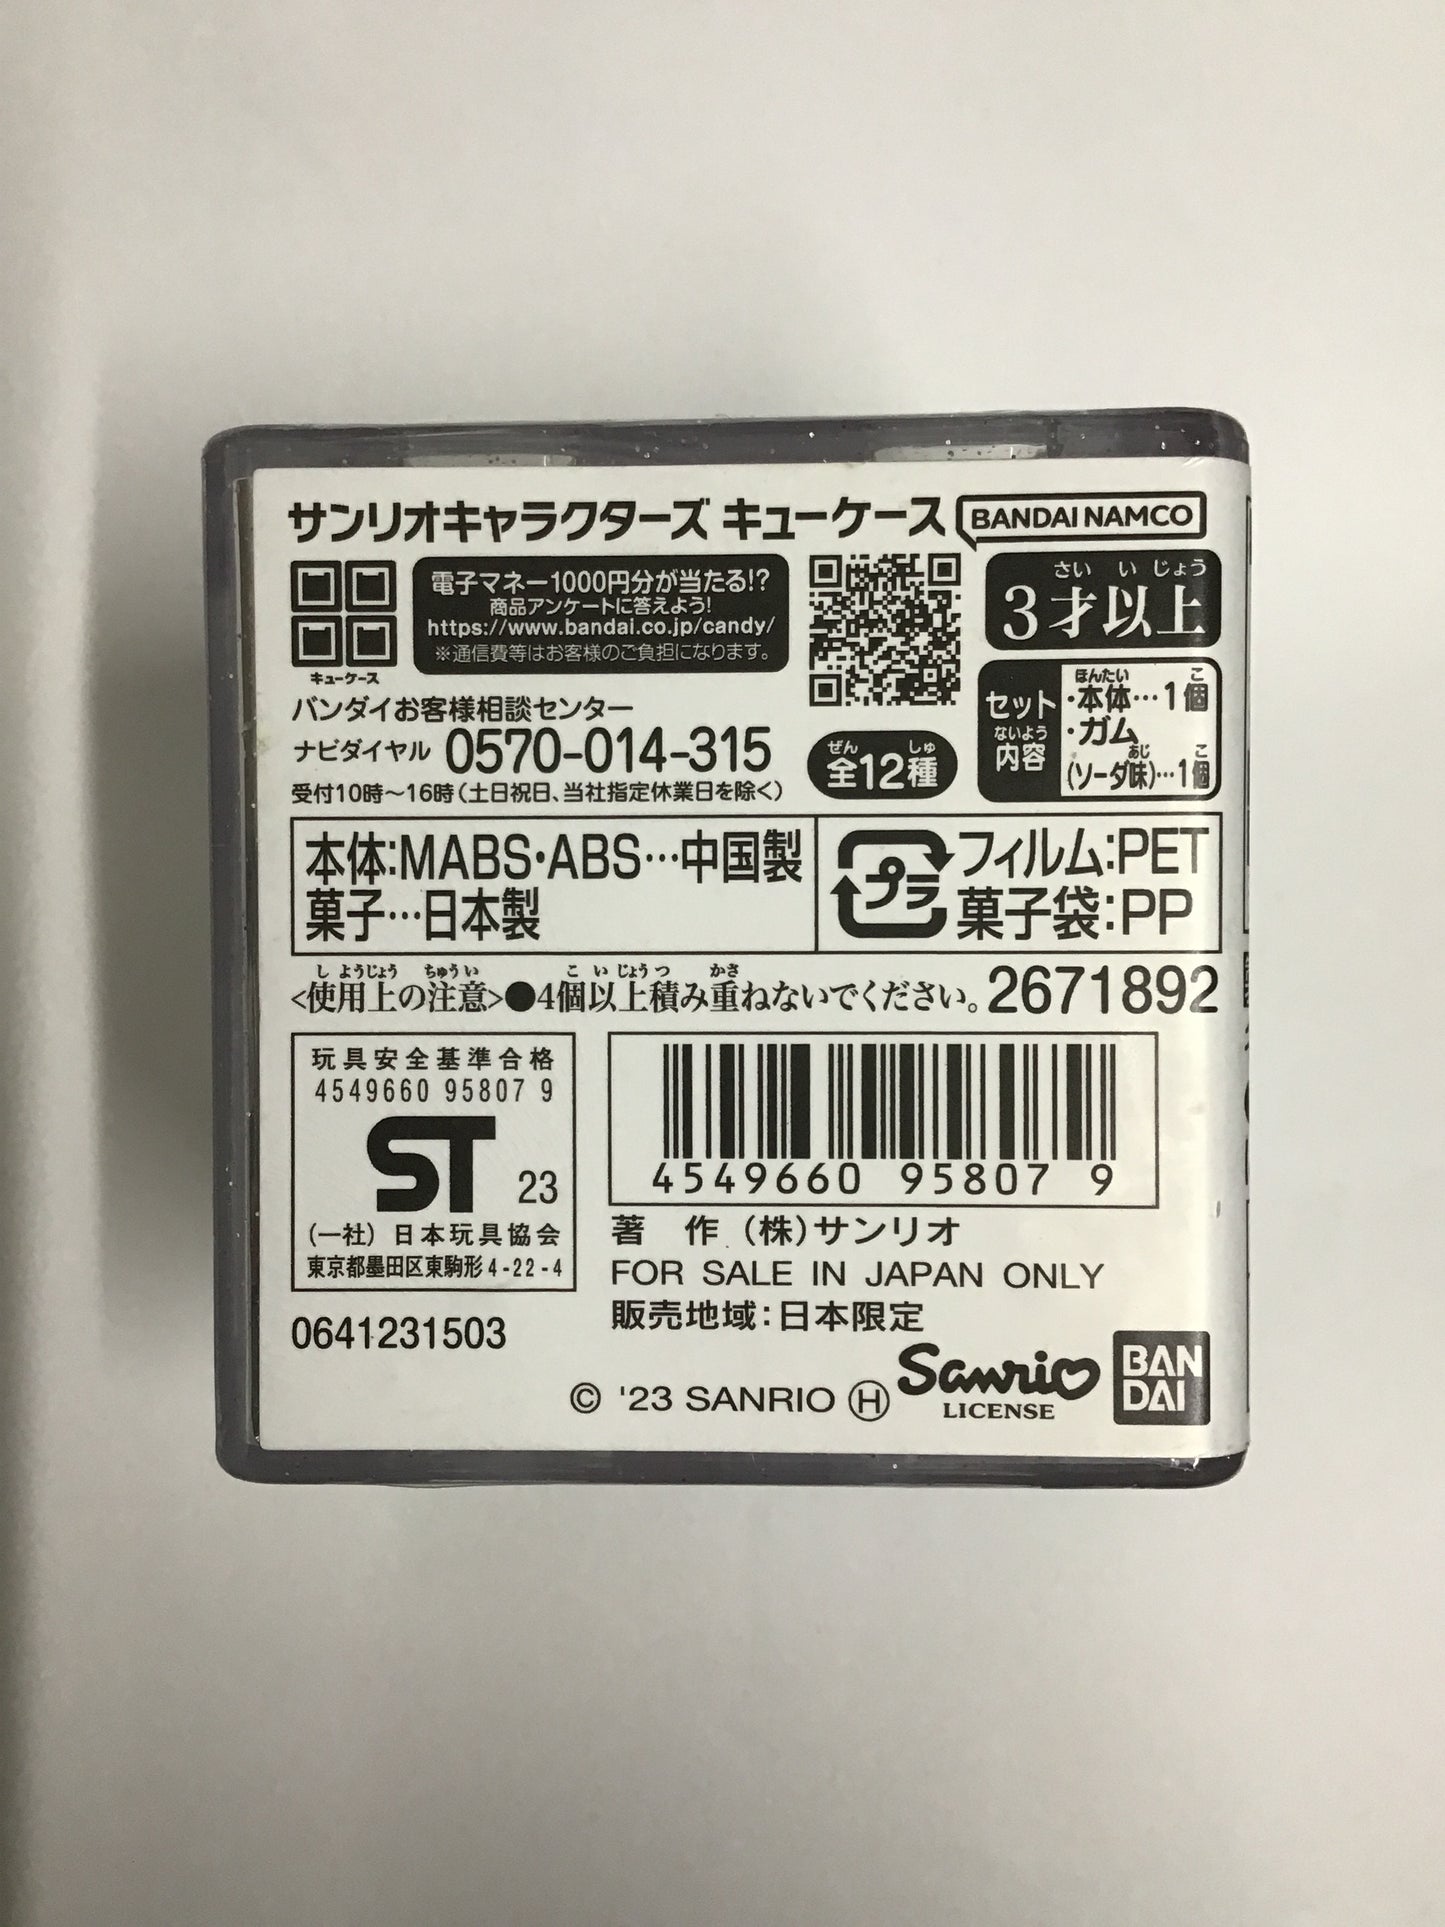 サンリオキャラクターズ キューケース BANDAI NAMCO
キューケース
電子マネー1000円分が当たる!?
商品アンケートに答えよう!
https://www.bandai.co.jp/candy/
※通信費等はお客様のご負担になります。
さい い じょう
3才以上
バンダイお客様相談センター
ナビダイヤル 0570-014-315
受付10時〜16時(土日祝日、当社指定休業日を除く)
ぜん しゅ
全12種
セット
ないよう
内容
ほんたい こ
・本体…1個
・ガム
あじ こ
(ソーダ味)…1個
本体:MABS・ABS…中国製
菓子…日本製
プラ
フィルム:PET
菓子袋:PP
しようじょう ちゅうい こ いじょうつ かさ
<使用上の注意>●4個以上積み重ねないでください。2671892
玩具安全基準合格
4549660 95807 9
ST 23
(一社) 日本玩具協会
東京都墨田区東駒形4-22-4
0641231503
4549660 95807 9
著 作 (株)サンリオ
FOR SALE IN JAPAN ONLY
販売地域:日本限定
© '23 SANRIO Ⓗ
Sanrio
LICENSE
BAN
DAI